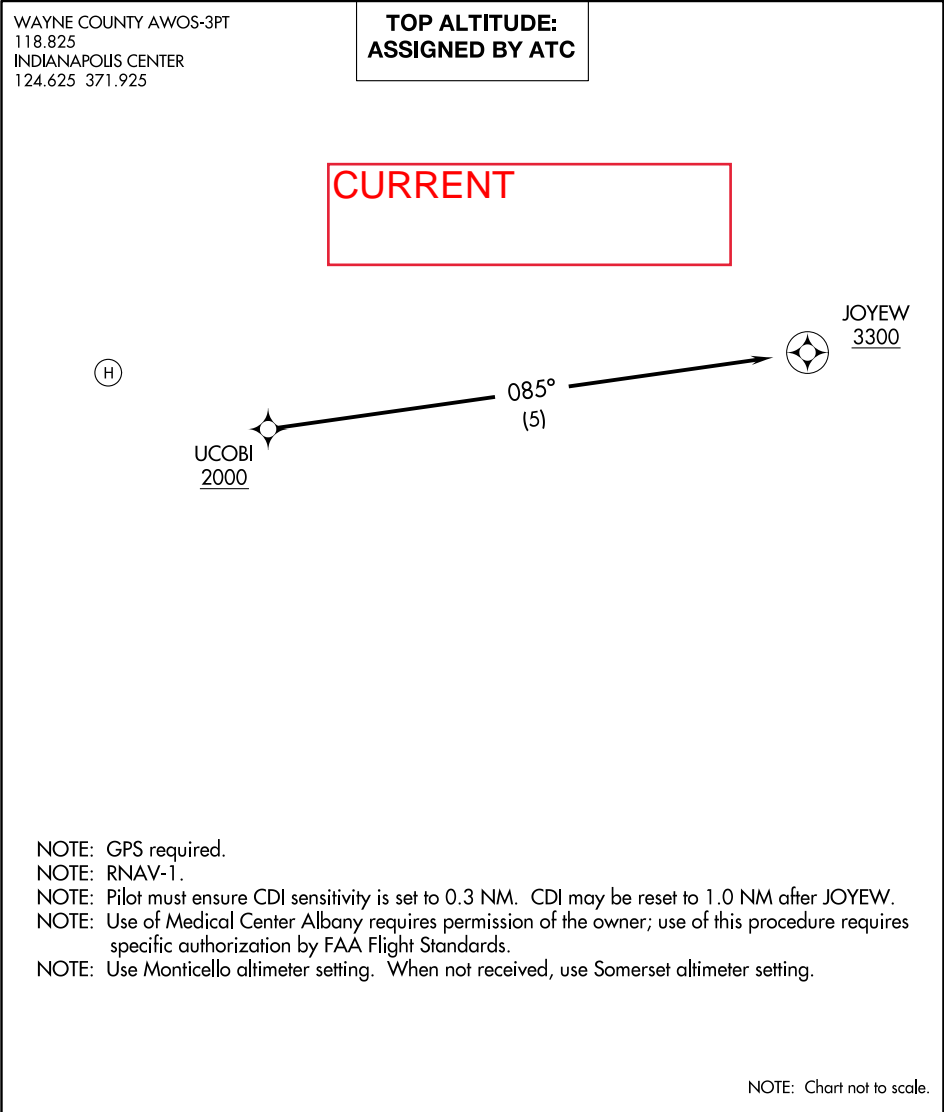 WAYNE COUNTY AWOS-3PT
118.825
INDIANAPOLIS CENTER
124.625 371.925
TOP ALTITUDE:
ASSIGNED BY ATC
CURRENT
JOYEW
3300
H
085°
(5)
UCOBI
2000
NOTE: GPS required.
NOTE: RNAV-1.
NOTE: Pilot must ensure CDI sensitivity is set to 0.3 NM. CDI may be reset to 1.0 NM after JOYEW.
NOTE: Use of Medical Center Albany requires permission of the owner; use of this procedure requires
specific authorization by FAA Flight Standards.
NOTE: Use Monticello altimeter setting. When not received, use Somerset altimeter setting.
NOTE: Chart not to scale.